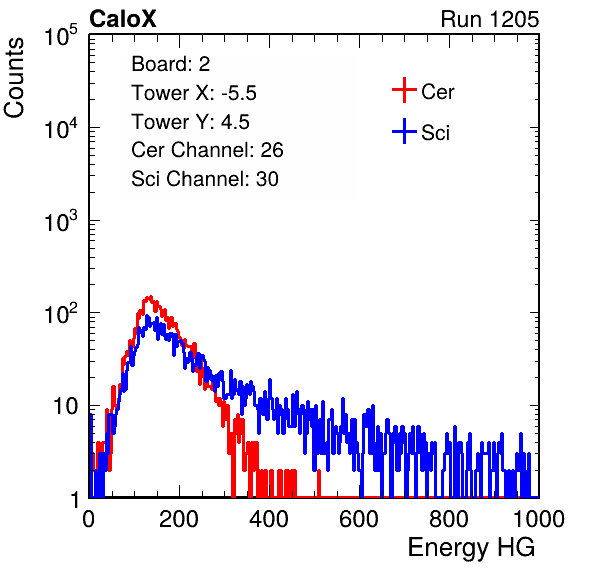 CaloX Run 1205
Counts
Board: 2
Tower X: -5.5
Tower Y: 4.5
Cer Channel: 26
Sci Channel: 30
Cer
Sci
10^5
10^4
10^3
10^2
10
1
0 200 400 600 800 1000
Energy HG